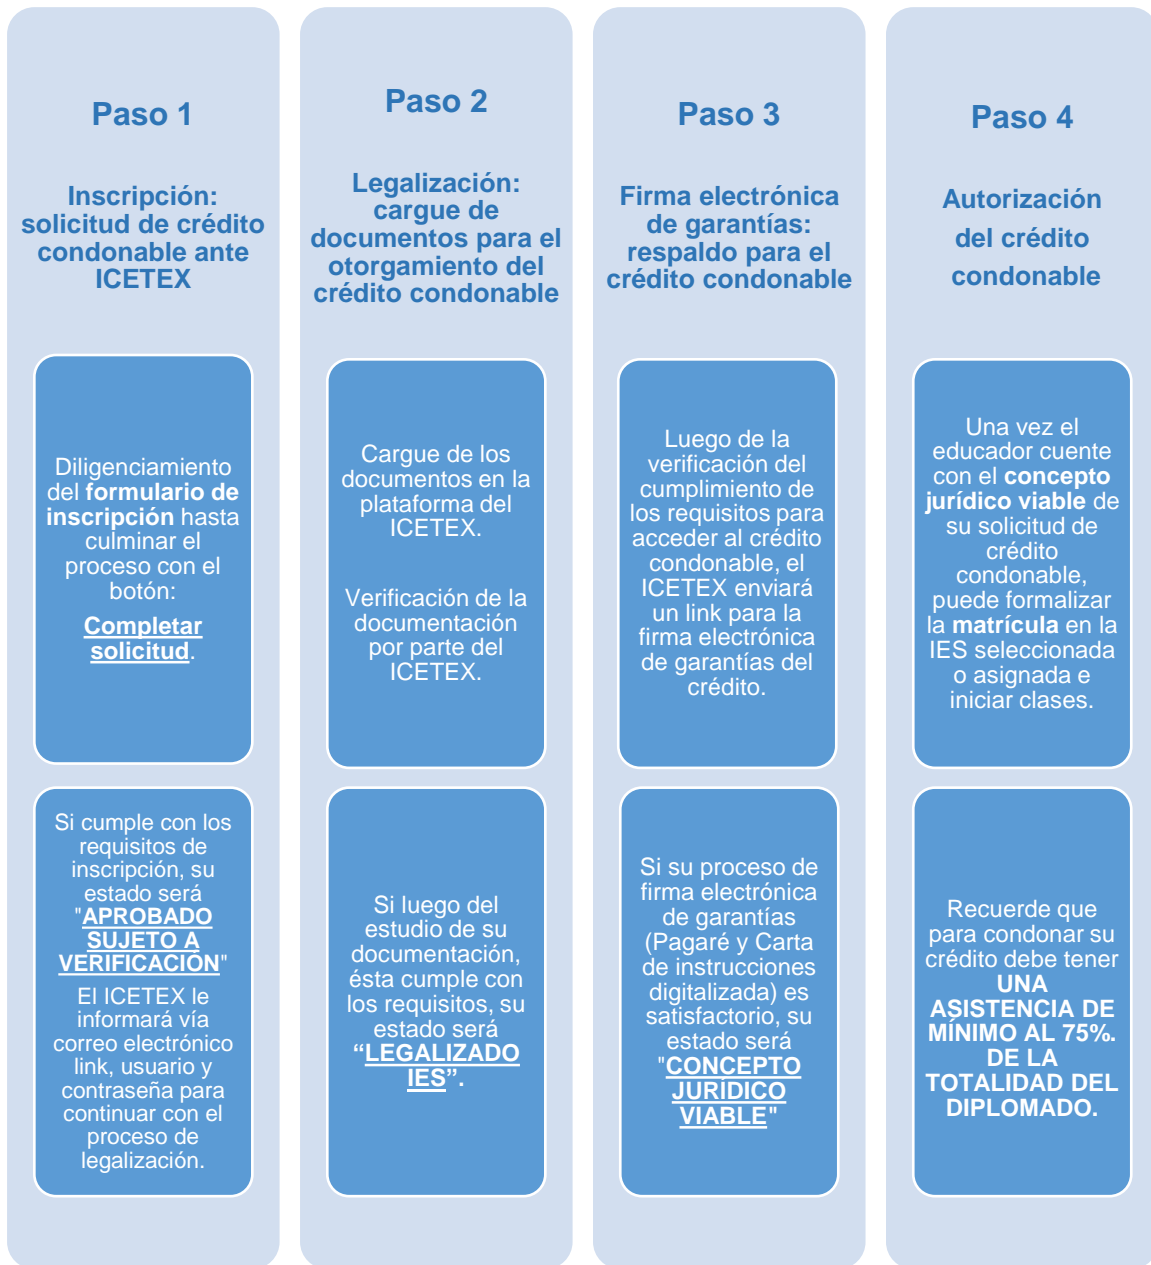 Paso 1
Inscripción:
solicitud de crédito
condonable ante
ICETEX
Diligenciamiento
del formulario de
inscripción hasta
culminar el
proceso con el
botón:
Completar
solicitud.
Si cumple con los
requisitos de
inscripción, su
estado será
"APROBADO
SUJETO A
VERIFICACIÓN"
El ICETEX le
informará vía
correo electrónico
link, usuario y
contraseña para
continuar con el
proceso de
legalización.
Paso 2
Legalización:
cargue de
documentos para el
otorgamiento del
crédito condonable
Cargue de los
documentos en la
plataforma del
ICETEX.
Verificación de la
documentación
por parte del
ICETEX.
Si luego del
estudio de su
documentación,
ésta cumple con
los requisitos, su
estado será
“LEGALIZADO
IES”.
Paso 3
Firma electrónica
de garantías:
respaldo para el
crédito condonable
Luego de la
verificación del
cumplimiento de
los requisitos para
acceder al crédito
condonable, el
ICETEX enviará
un link para la
firma electrónica
de garantías del
crédito.
Si su proceso de
firma electrónica
de garantías
(Pagaré y Carta
de instrucciones
digitalizada) es
satisfactorio, su
estado será
"CONCEPTO
JURÍDICO
VIABLE"
Paso 4
Autorización
del crédito
condonable
Una vez el
educador cuente
con el concepto
jurídico viable de
su solicitud de
crédito
condonable,
puede formalizar
la matrícula en la
IES seleccionada
o asignada e
iniciar clases.
Recuerde que
para condonar su
crédito debe tener
UNA
ASISTENCIA DE
MÍNIMO AL 75%.
DE LA
TOTALIDAD DEL
DIPLOMADO.